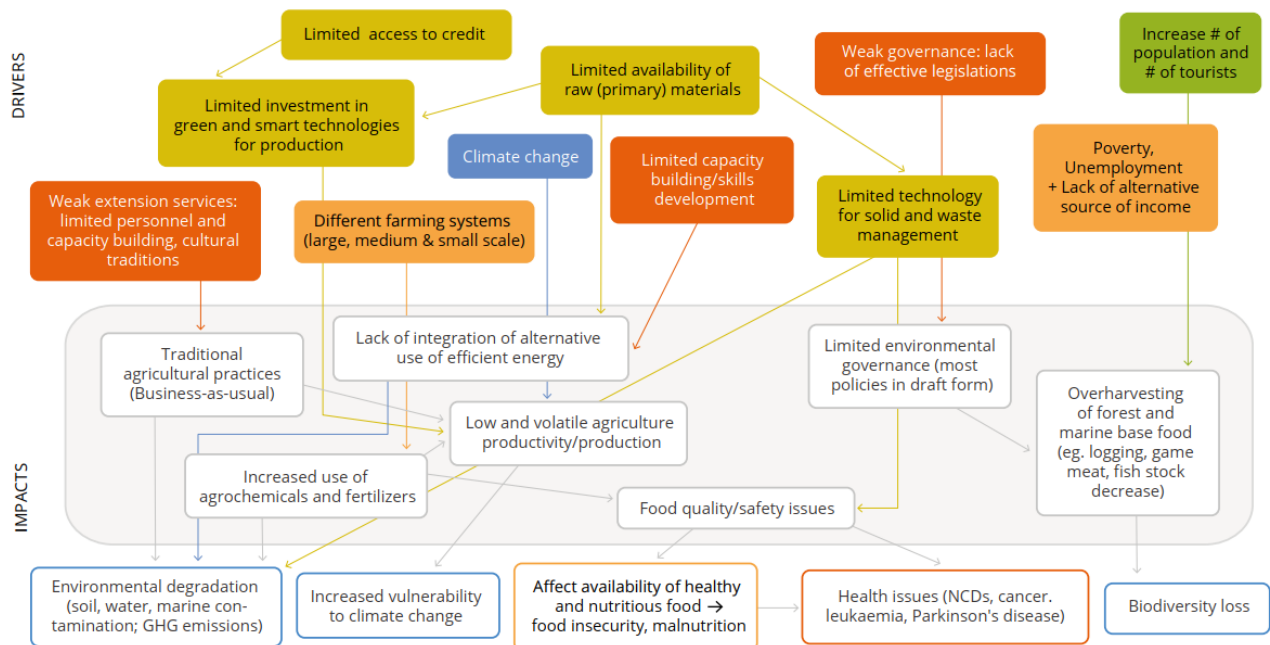 DRIVERS
Limited  access to credit
Limited investment in
green and smart technologies
for production
Limited availability of
raw (primary) materials
Weak governance: lack
of effective legislations
Increase # of
population and
# of tourists
Climate change
Limited capacity
building/skills
development
Poverty,
Unemployment
+ Lack of alternative
source of income
Weak extension services:
limited personnel and
capacity building, cultural
traditions
Different farming systems
(large, medium & small scale)
Limited technology
for solid and waste
management
IMPACTS
Traditional
agricultural practices
(Business-as-usual)
Lack of integration of alternative
use of efficient energy
Limited environmental
governance (most
policies in draft form)
Overharvesting
of forest and
marine base food
(eg. logging, game
meat, fish stock
decrease)
Low and volatile agriculture
productivity/production
Increased use of
agrochemicals and fertilizers
Food quality/safety issues
Environmental degradation
(soil, water, marine con-
tamination; GHG emissions)
Increased vulnerability
to climate change
Affect availability of healthy
and nutritious food →
food insecurity, malnutrition
Health issues (NCDs, cancer.
leukaemia, Parkinson's disease)
Biodiversity loss